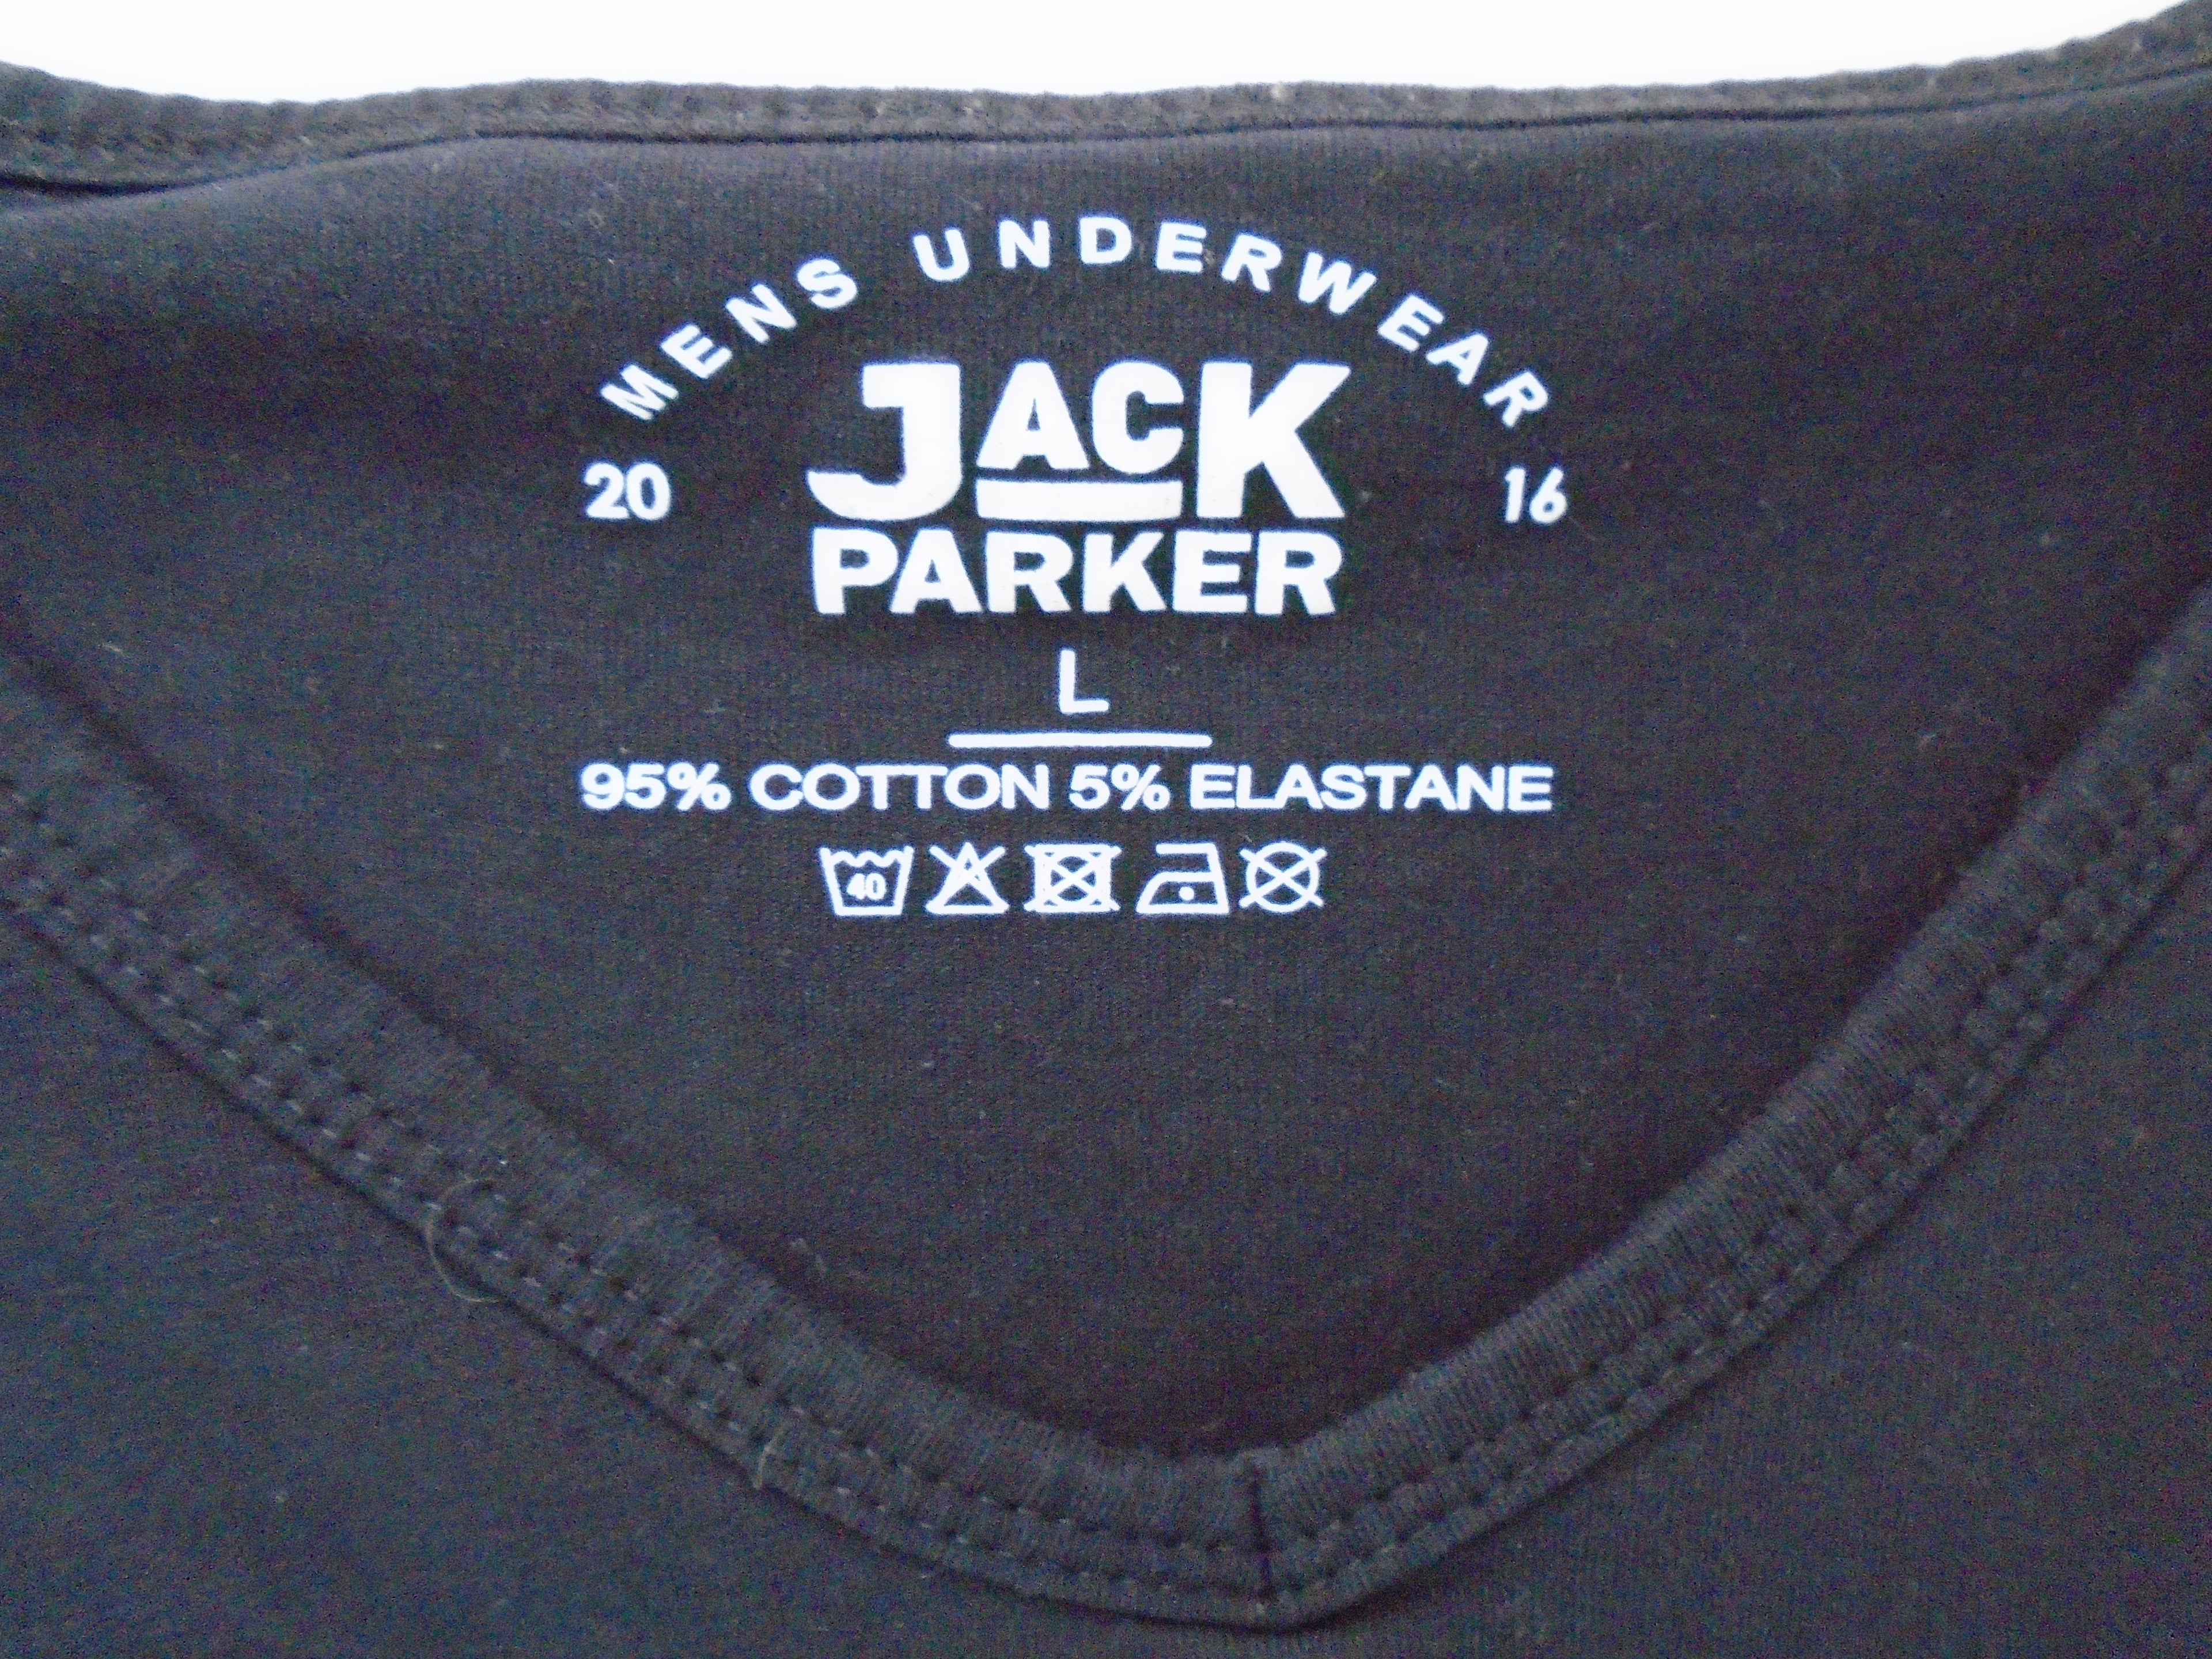 MENS UNDERWEAR
20 16
JACK
PARKER
L
95% COTTON 5% ELASTANE
40